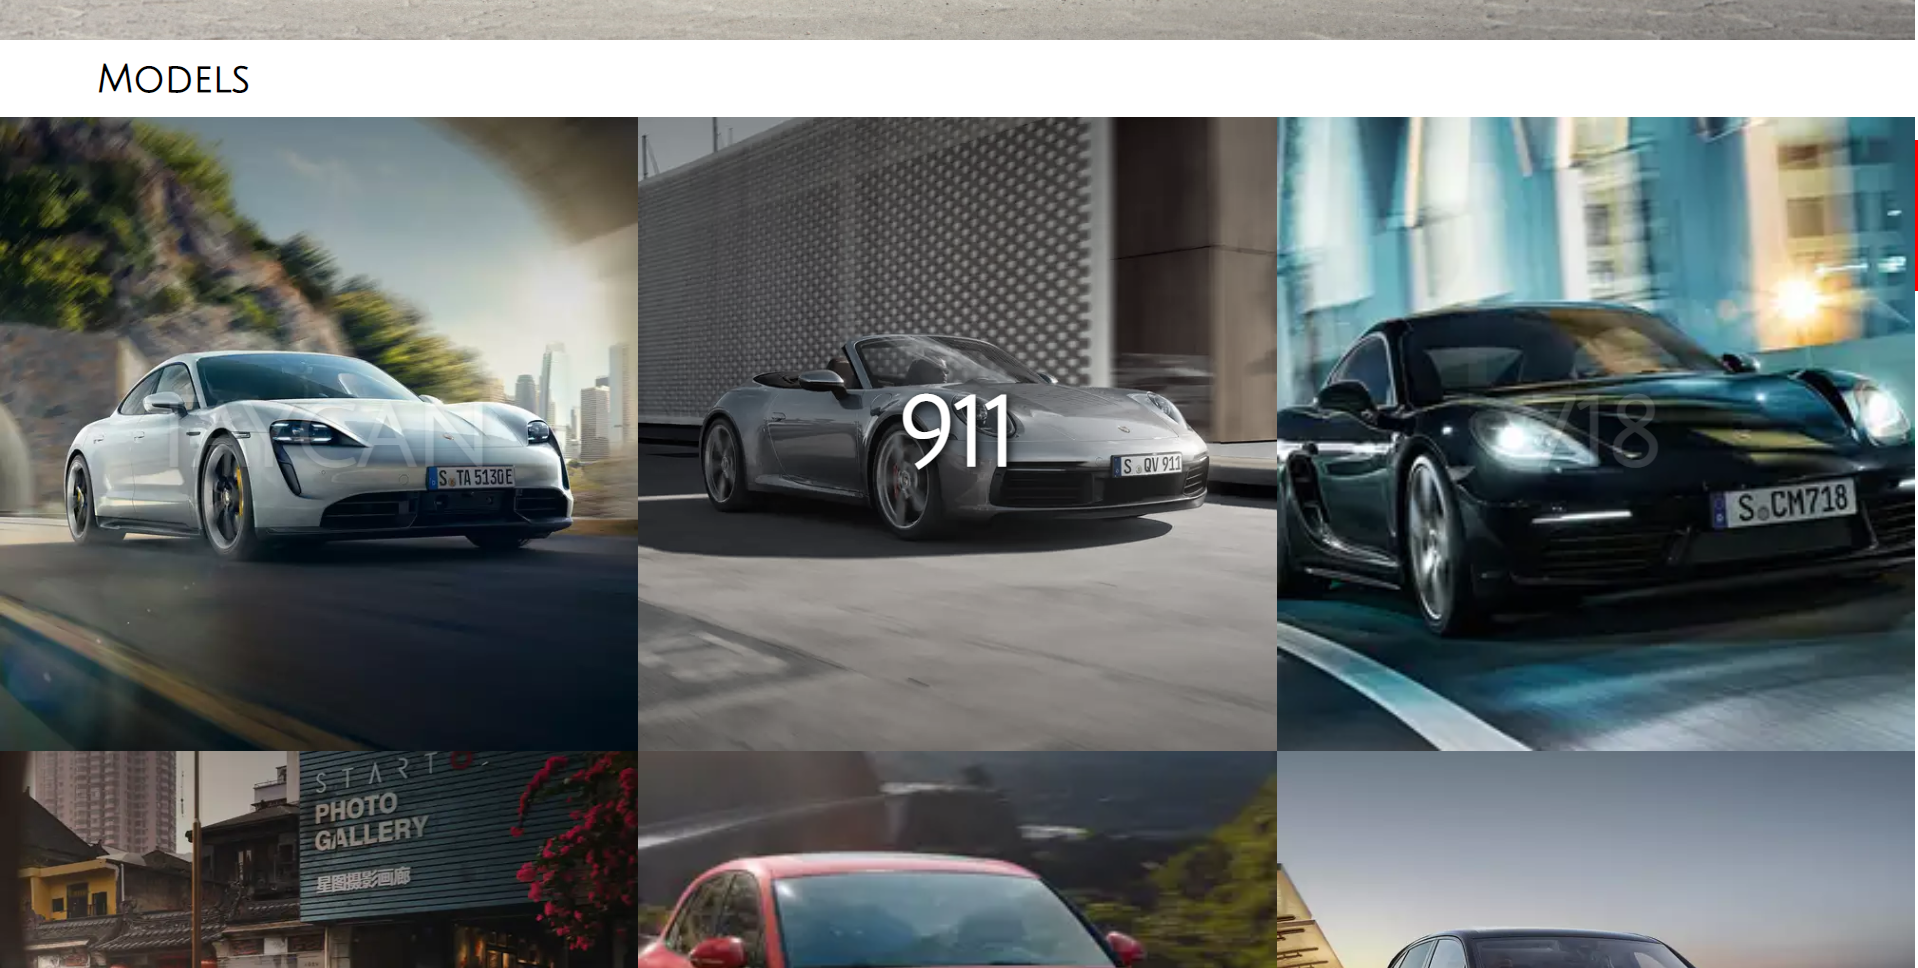 MODELS
TAYCAN
S TA 5130E
911
S QV 911
718
S CM718
START
PHOTO
GALLERY
星图摄影画廊